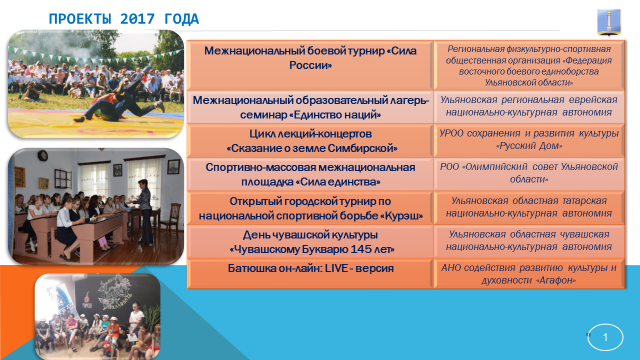 ПРОЕКТЫ 2017 ГОДА
Межнациональный боевой турнир «Сила
России»
Региональная физкультурно-спортивная
общественная организация «Федерация
восточного боевого единоборства
Ульяновской области»
Межнациональный образовательный лагерь-
семинар «Единство наций»
Ульяновская региональная еврейская
национально-культурная автономия
Цикл лекций-концертов
«Сказание о земле Симбирской»
УРОО сохранения и развития культуры
«Русский Дом»
Спортивно-массовая межнациональная
площадка «Сила единства»
РОО «Олимпийский совет Ульяновской
области»
Открытый городской турнир по
национальной спортивной борьбе «Курэш»
Ульяновская областная татарская
национально-культурная автономия
День чувашской культуры
«Чувашскому Букварю 145 лет»
Ульяновская областная чувашская
национально-культурная автономия
Батюшка он-лайн: LIVE - версия
АНО содействия развитию культуры и
духовности «Агафон»
1